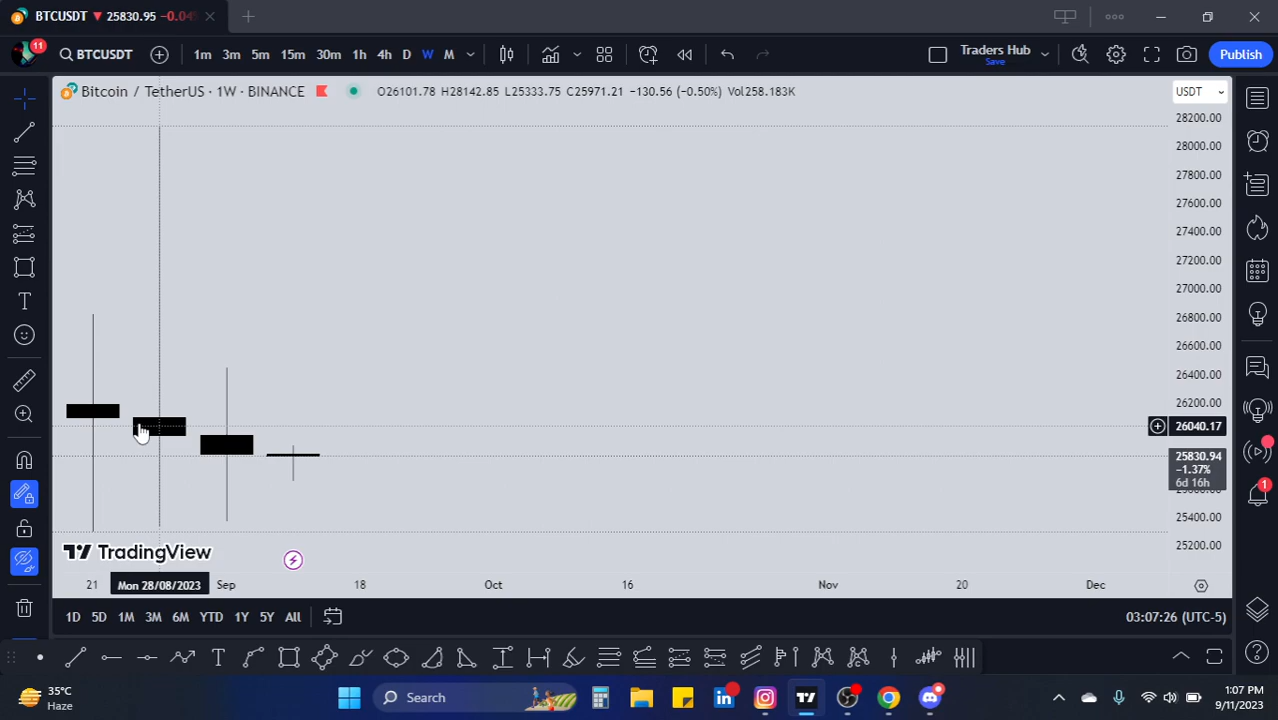 BTCUSDT ▼ 25830.95 −0.04
11
BTCUSDT 1m 3m 5m 15m 30m 1h 4h D W M Traders Hub Save Publish
Bitcoin / TetherUS · 1W · BINANCE O26101.78 H28142.85 L25333.75 C25971.21 −130.56 (−0.50%) Vol258.183K USDT
28200.00
28000.00
27800.00
27600.00
27400.00
27200.00
27000.00
26800.00
26600.00
26400.00
26200.00
26040.17
25830.94
−1.37%
6d 16h
25400.00
25200.00
TradingView
21 Mon 28/08/2023 Sep 18 Oct 16 Nov 20 Dec
1D 5D 1M 3M 6M YTD 1Y 5Y All 03:07:26 (UTC-5)
1
35°C
Haze
Search
1:07 PM
9/11/2023